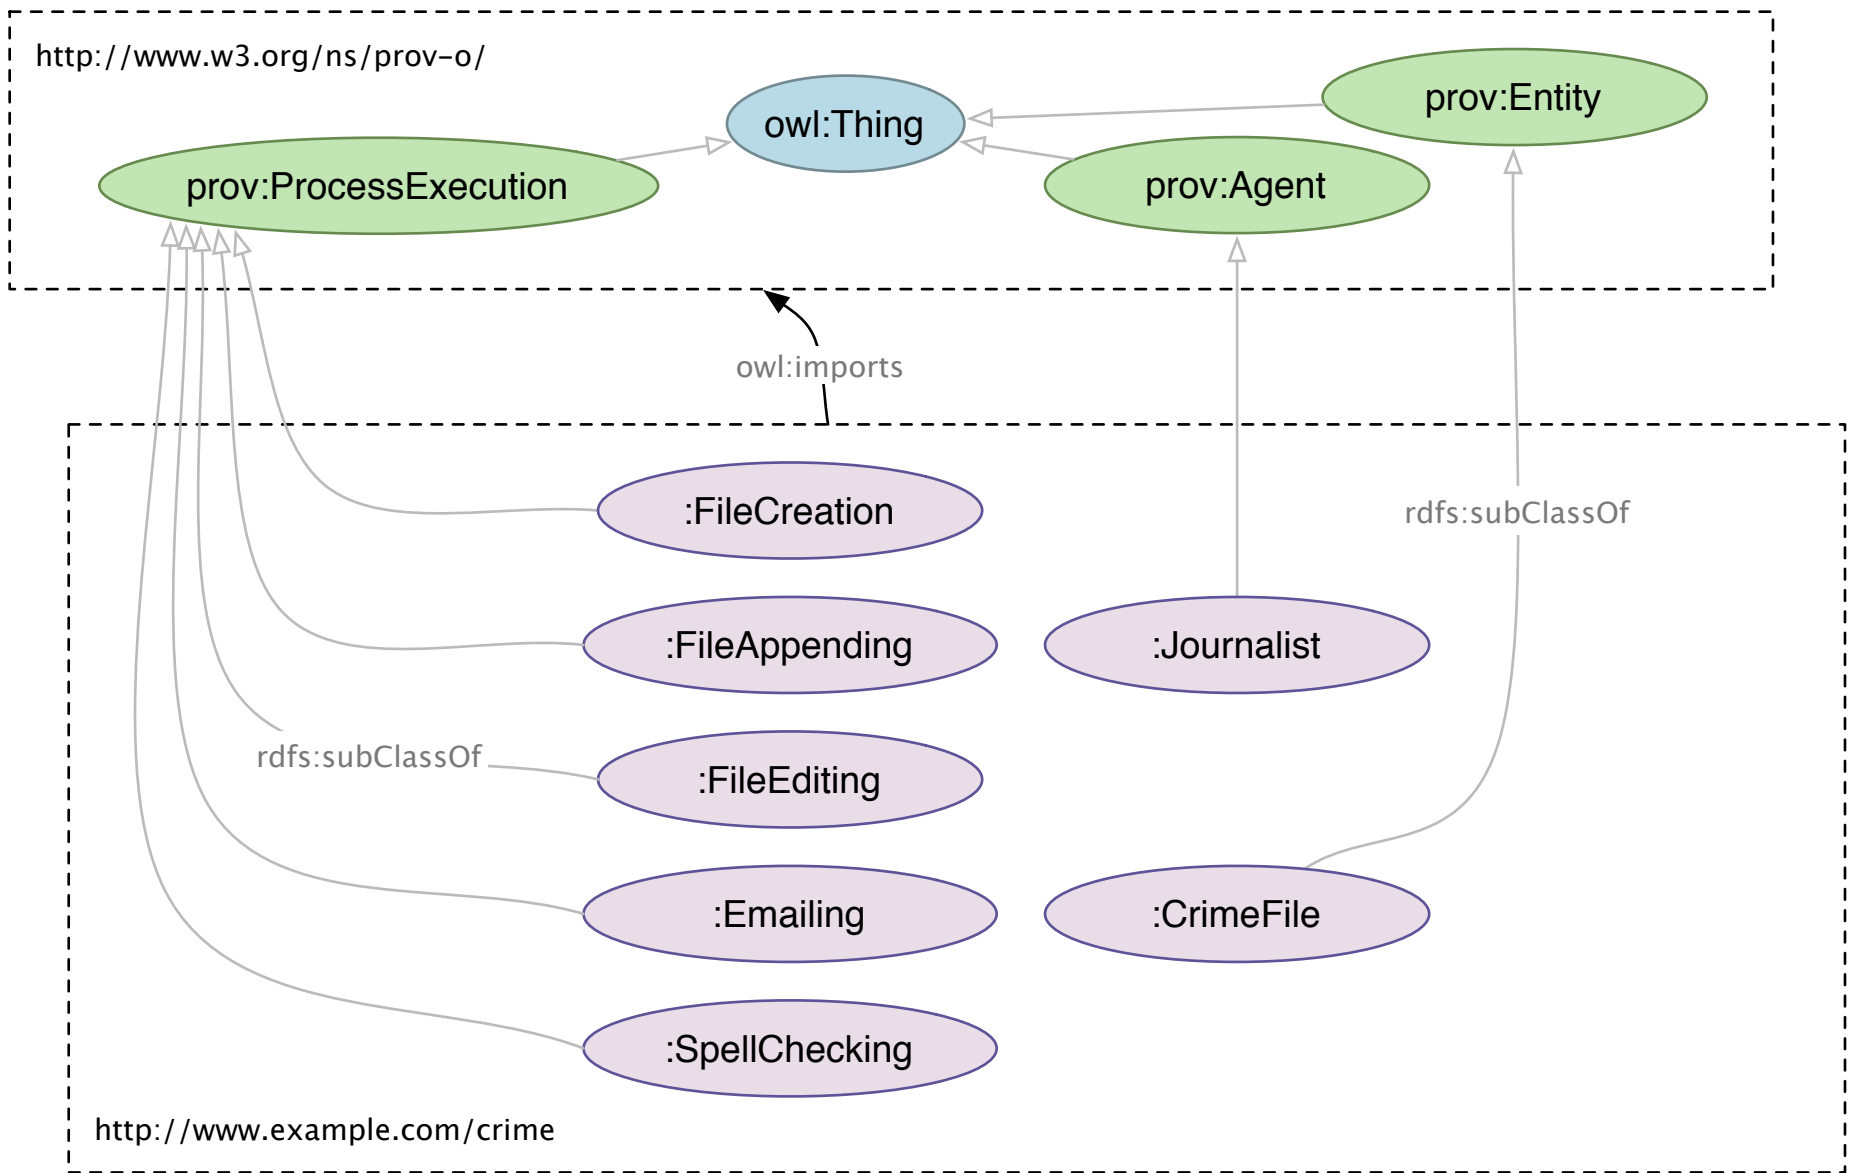 http://www.w3.org/ns/prov-o/
owl:Thing
prov:Entity
prov:ProcessExecution
prov:Agent
owl:imports
:FileCreation
rdfs:subClassOf
:FileAppending
:Journalist
rdfs:subClassOf
:FileEditing
:Emailing
:CrimeFile
:SpellChecking
http://www.example.com/crime